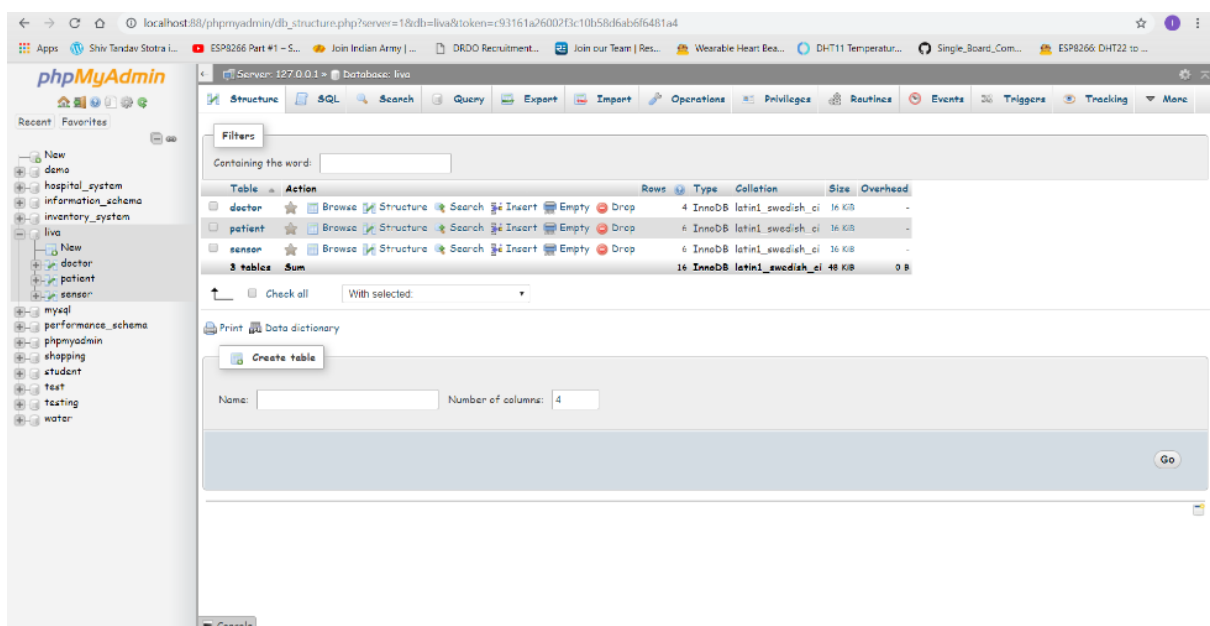 localhost:88/phpmyadmin/db_structure.php?server=1&db=liva&token=c93161a26002f3c10b58d6ab6f6481a4
Apps Shiv Tandav Stotra i... ESP8266 Part #1 – S... Join Indian Army |... DRDO Recruitment... Join our Team | Res... Wearable Heart Bea... DHT11 Temperatur... Single_Board_Com... ESP8266: DHT22 to ...
phpMyAdmin
Recent Favorites
New
demo
hospital_system
information_schema
inventory_system
liva
New
doctor
patient
sensor
mysql
performance_schema
phpmyadmin
shopping
student
test
testing
water
Server: 127.0.0.1 » Database: liva
Structure SQL Search Query Export Import Operations Privileges Routines Events Triggers Tracking More
Filters
Containing the word:
Table Action Rows Type Collation Size Overhead
doctor Browse Structure Search Insert Empty Drop 4 InnoDB latin1_swedish_ci 16 KiB -
patient Browse Structure Search Insert Empty Drop 6 InnoDB latin1_swedish_ci 16 KiB -
sensor Browse Structure Search Insert Empty Drop 6 InnoDB latin1_swedish_ci 16 KiB -
3 tables Sum 16 InnoDB latin1_swedish_ci 48 KiB 0 B
Check all With selected:
Print Data dictionary
Create table
Name: Number of columns: 4
Go
Console